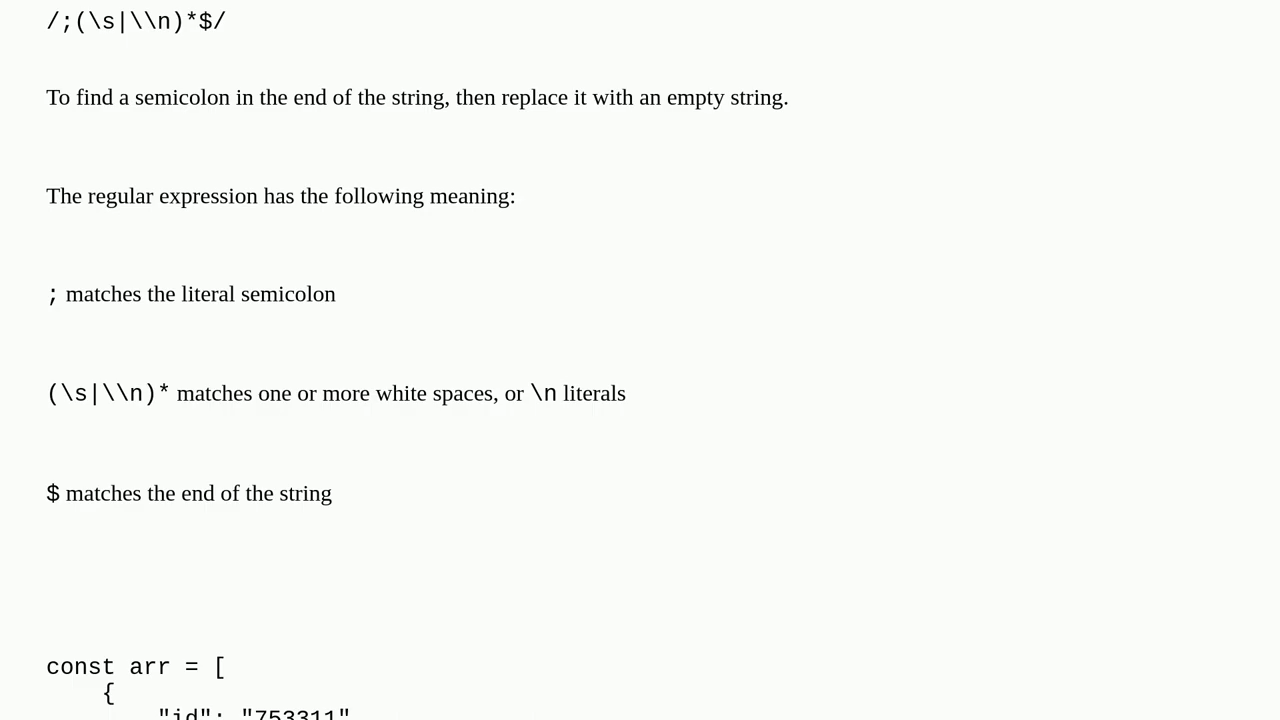 /;(\s|\\n)*$/
To find a semicolon in the end of the string, then replace it with an empty string.
The regular expression has the following meaning:
; matches the literal semicolon
(\s|\\n)* matches one or more white spaces, or \n literals
$ matches the end of the string
const arr = [
    {
        "id": "753311"